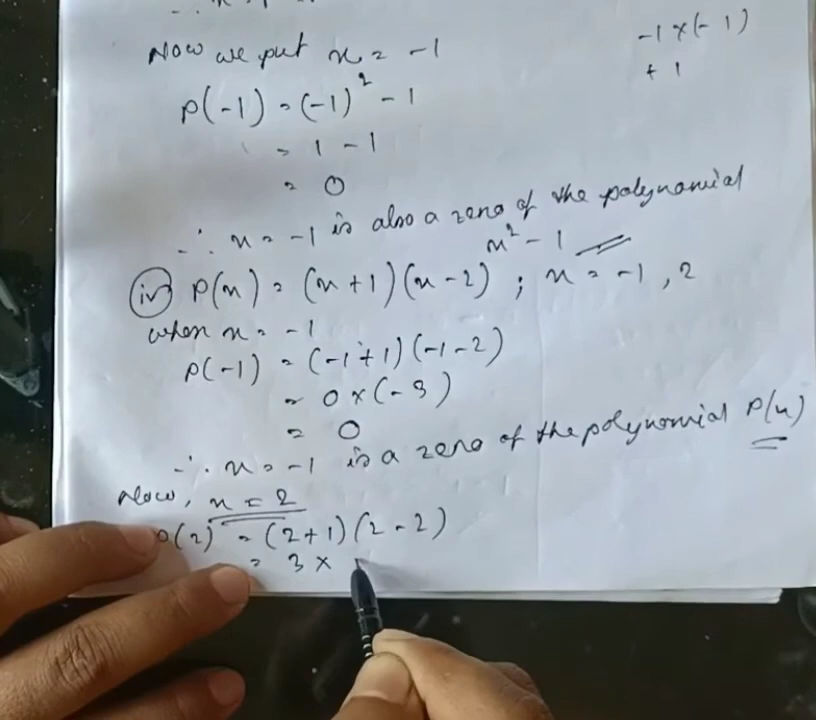 Now we put x = -1
-1 × (-1)
+ 1
P(-1) = (-1)² - 1
= 1 - 1
= 0
∴ x = -1 is also a zero of the polynomial
x² - 1
(iv) P(x) = (x+1)(x-2) ; x = -1, 2
when x = -1
P(-1) = (-1+1)(-1-2)
= 0 × (-3)
= 0
∴ x = -1 is a zero of the polynomial P(x)
Now, x = 2
P(2) = (2+1)(2-2)
= 3 ×